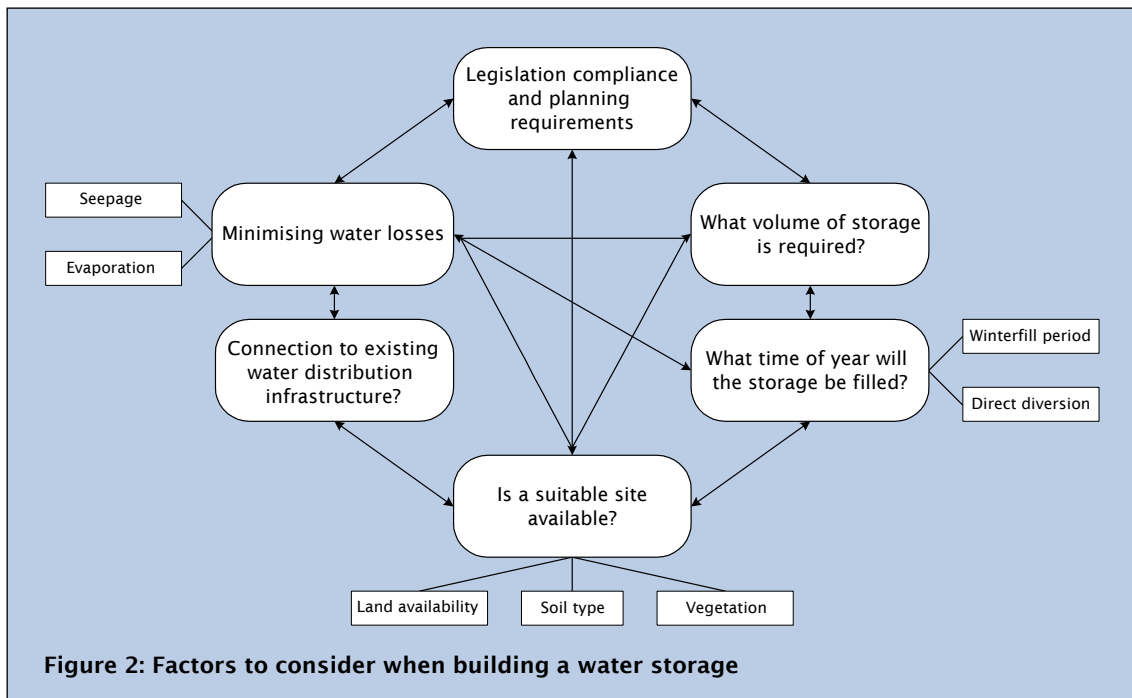 Legislation compliance
and planning
requirements
Seepage
Evaporation
Minimising water losses
What volume of storage
is required?
Connection to existing
water distribution
infrastructure?
What time of year will
the storage be filled?
Winterfill period
Direct diversion
Is a suitable site
available?
Land availability
Soil type
Vegetation
Figure 2: Factors to consider when building a water storage